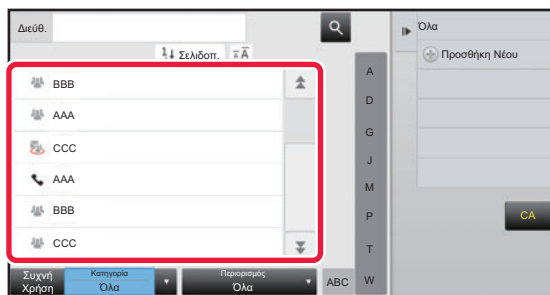 Διεύθ.
Σελιδοπ.
BBB
AAA
CCC
AAA
BBB
CCC
A
D
G
J
M
P
T
W
Συχνή
Χρήση
Κατηγορία
Όλα
Περιορισμός
Όλα
ABC
Όλα
Προσθήκη Νέου
CA